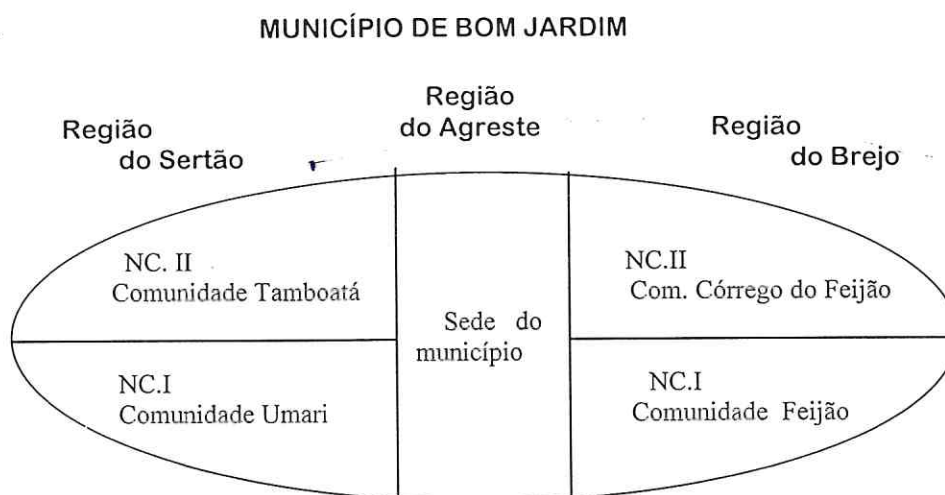 MUNICÍPIO DE BOM JARDIM
Região
do Sertão
Região
do Agreste
Região
do Brejo
NC. II
Comunidade Tamboatá
NC.I
Comunidade Umari
Sede do
município
NC.II
Com. Córrego do Feijão
NC.I
Comunidade Feijão